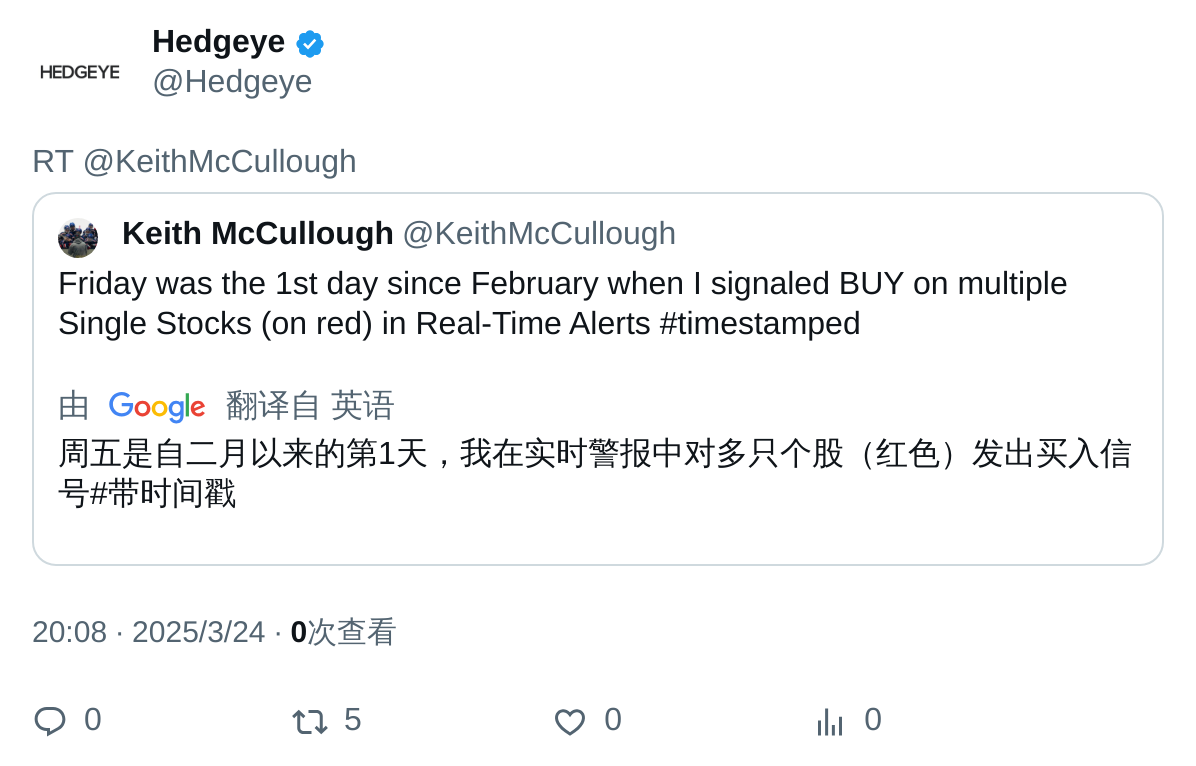 Hedgeye
HEDGEYE
@Hedgeye
RT @KeithMcCullough
Keith McCullough @KeithMcCullough
Friday was the 1st day since February when I signaled BUY on multiple
Single Stocks (on red) in Real-Time Alerts #timestamped
由 Google 翻译自 英语
周五是自二月以来的第1天，我在实时警报中对多只个股（红色）发出买入信
号#带时间戳
20:08 · 2025/3/24 · 0次查看
0 5 0 0